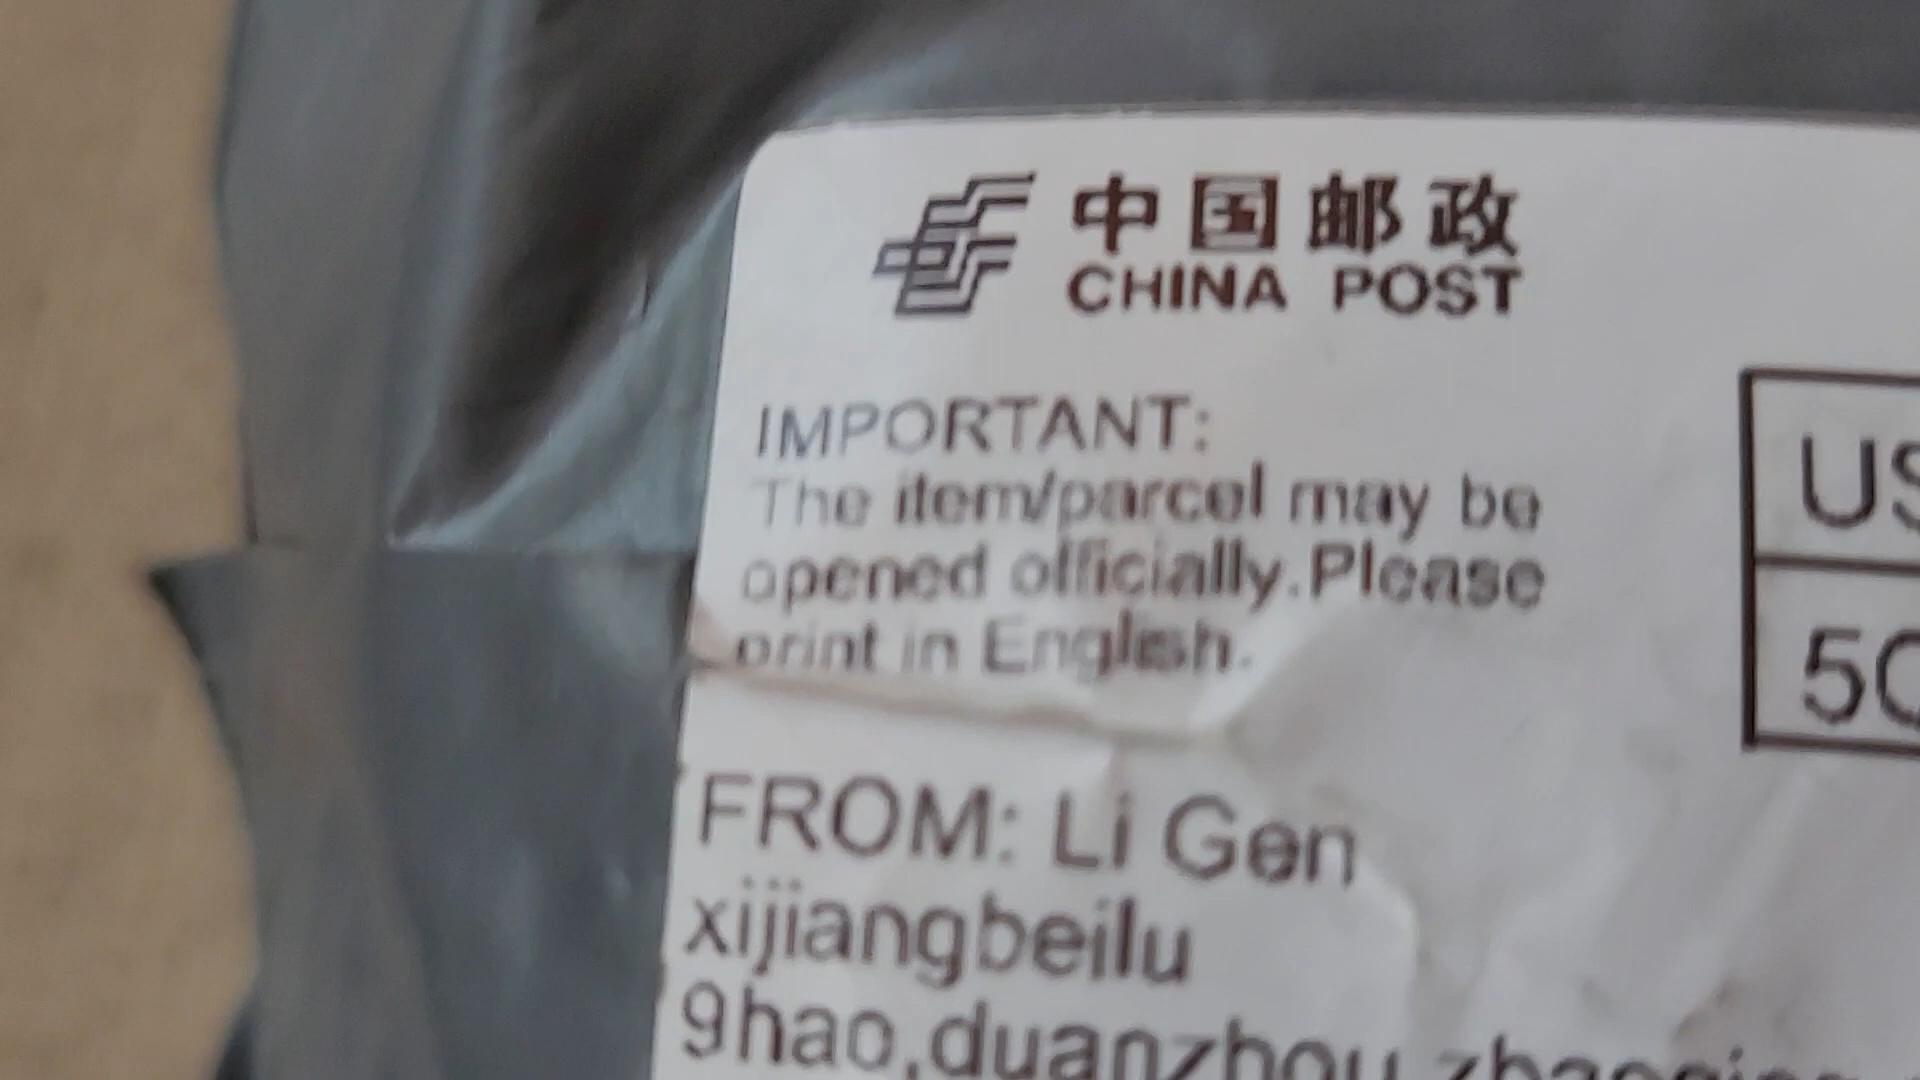 中国邮政
CHINA POST
IMPORTANT:
The item/parcel may be
opened officially.Please
print in English.
US
FROM: Li Gen
xijiangbeilu
9hao,duanzhou,